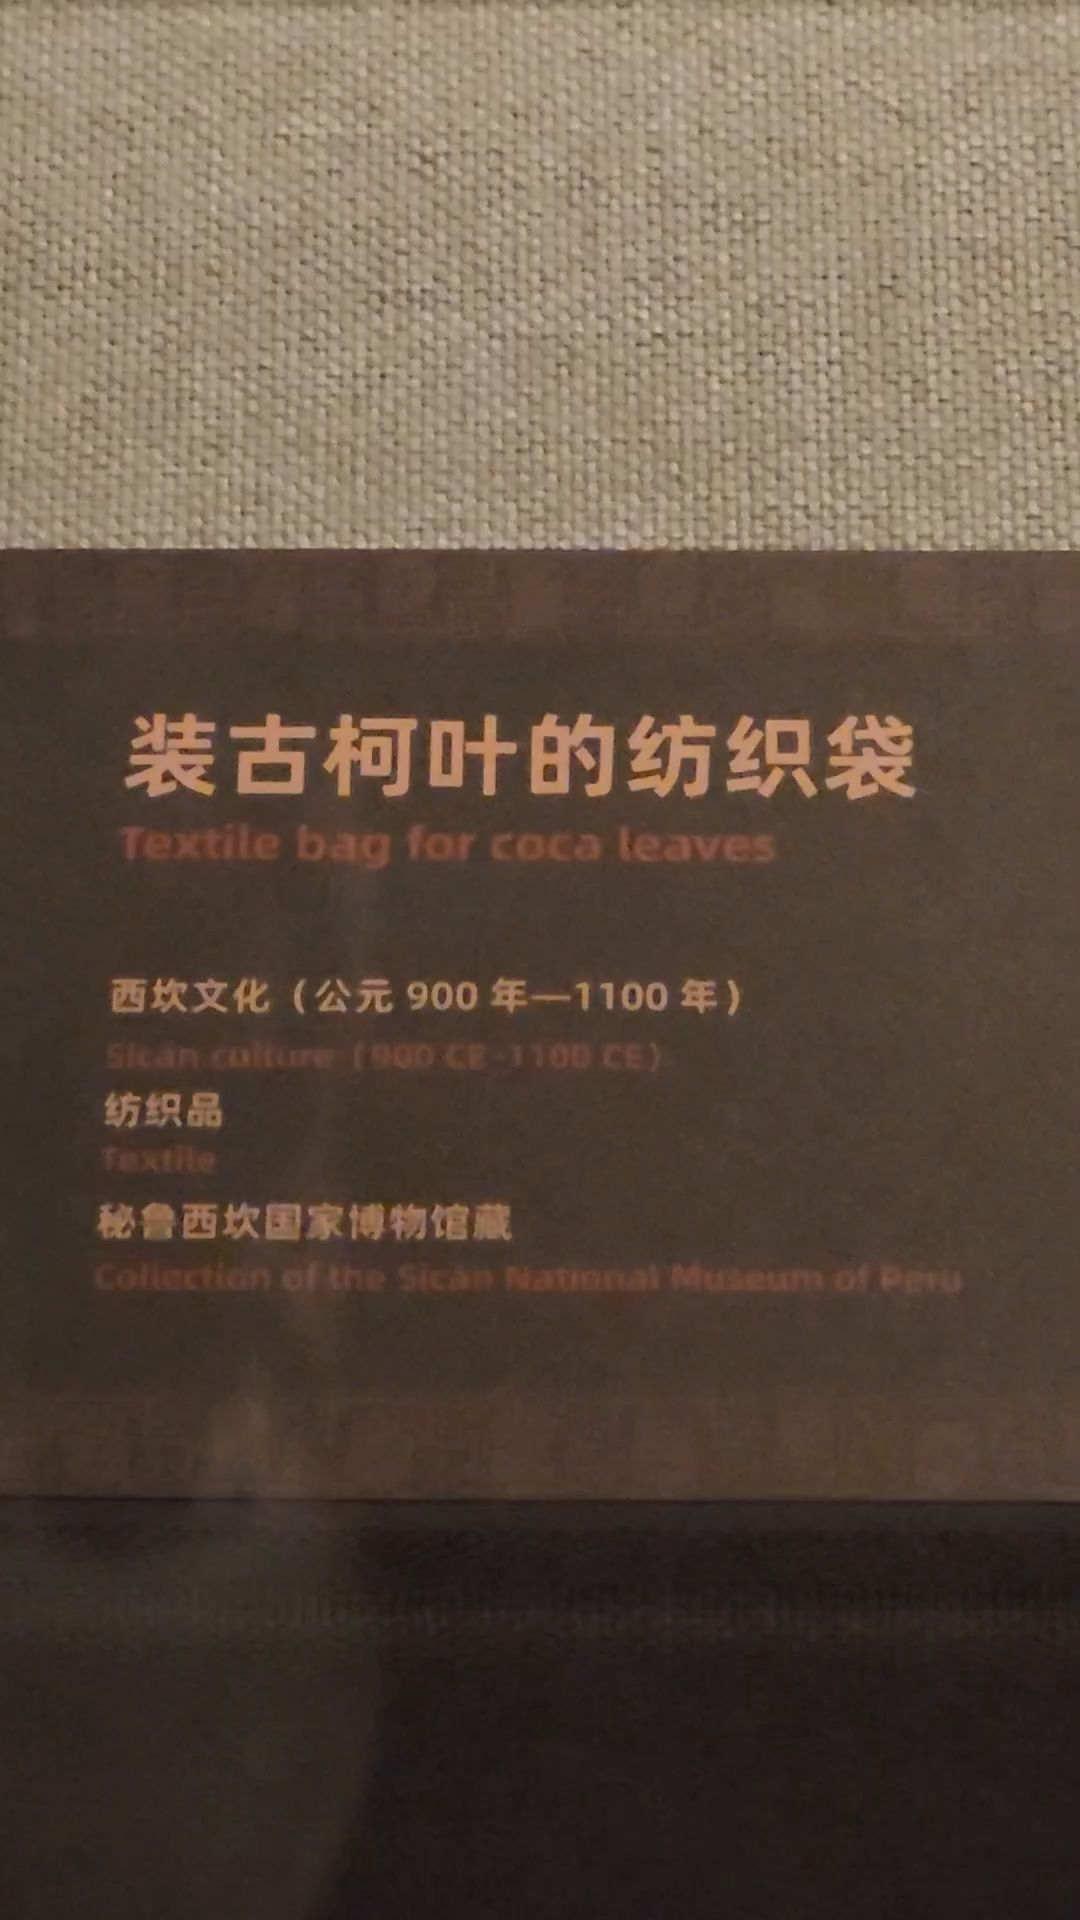 装古柯叶的纺织袋
Textile bag for coca leaves
西坎文化（公元 900 年—1100 年）
Sicán culture (900 CE-1100 CE)
纺织品
Textile
秘鲁西坎国家博物馆藏
Collection of the Sicán National Museum of Peru